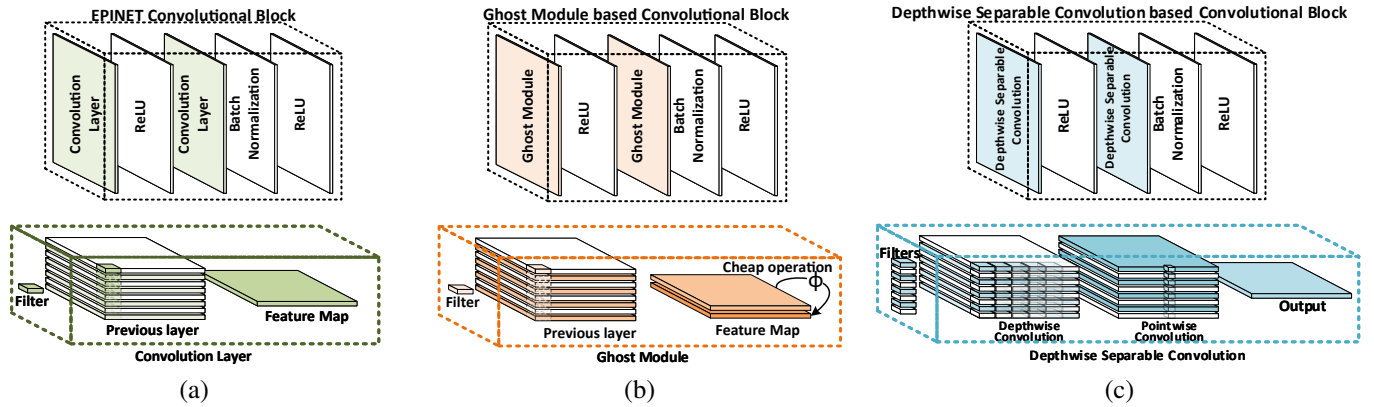 EPINET Convolutional Block
Convolution
Layer
ReLU
Convolution
Layer
Batch
Normalization
ReLU
Filter
Previous layer
Feature Map
Convolution Layer
(a)
Ghost Module based Convolutional Block
Ghost Module
ReLU
Ghost Module
Batch
Normalization
ReLU
Filter
Previous layer
Cheap operation
Φ
Feature Map
Ghost Module
(b)
Depthwise Separable Convolution based Convolutional Block
Depthwise Separable
Convolution
ReLU
Depthwise Separable
Convolution
Batch
Normalization
ReLU
Filters
Depthwise
Convolution
Pointwise
Convolution
Output
Depthwise Separable Convolution
(c)